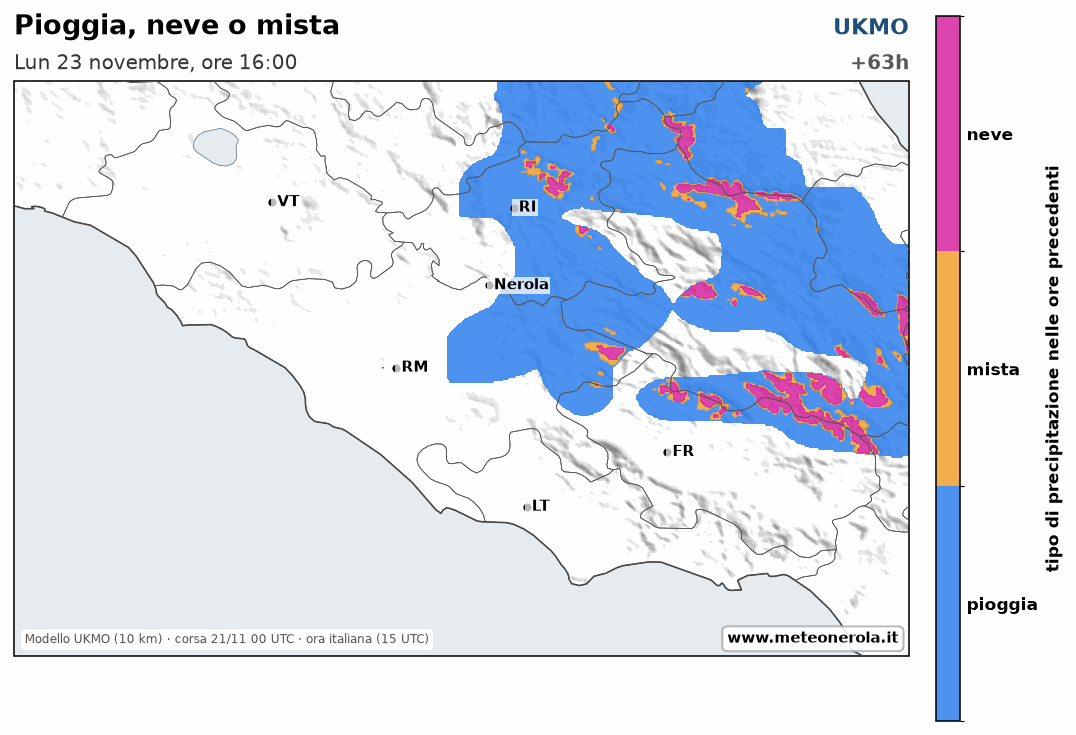 Pioggia, neve o mista
UKMO
Lun 23 novembre, ore 16:00
+63h
neve
VT
RI
Nerola
tipo di precipitazione nelle ore precedenti
RM
mista
FR
LT
pioggia
Modello UKMO (10 km) · corsa 21/11 00 UTC · ora italiana (15 UTC)
www.meteonerola.it